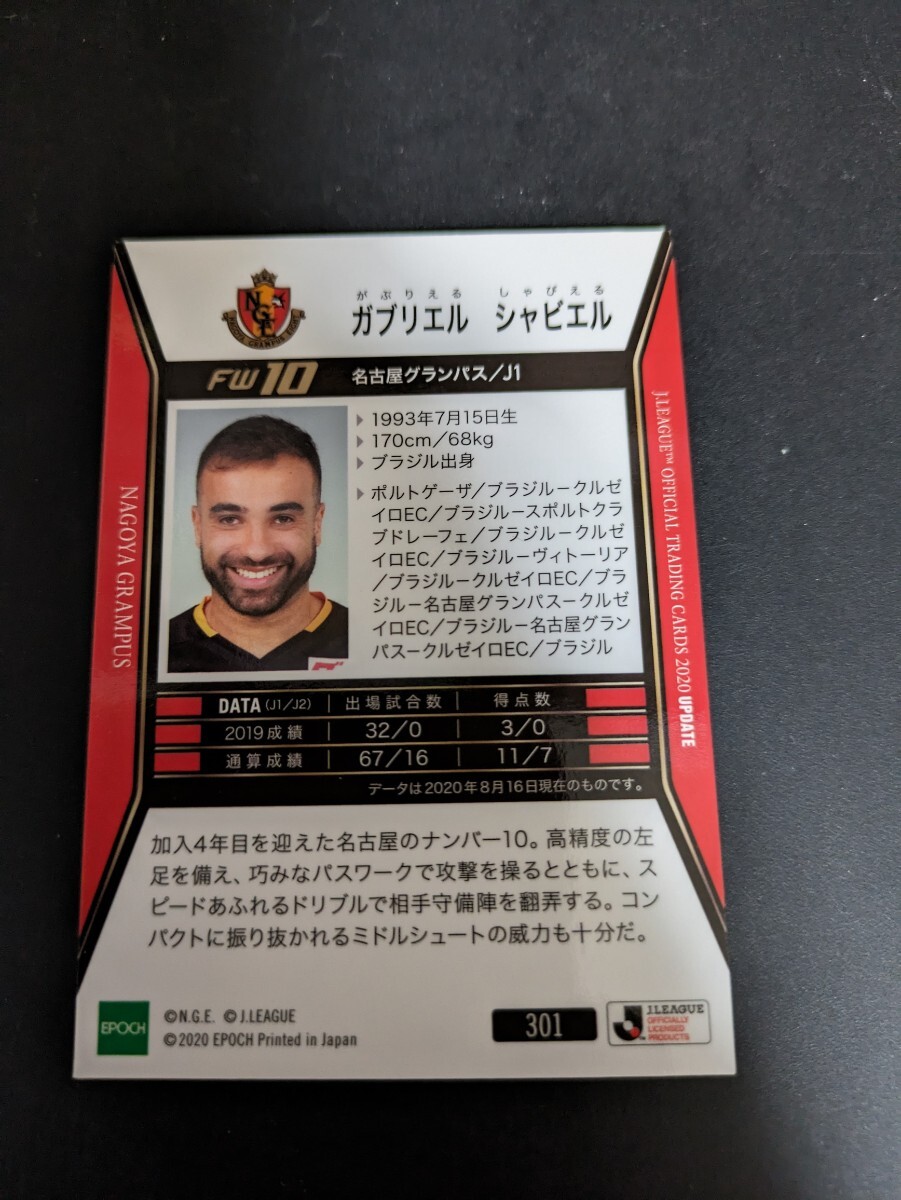 がぶりえる しゃびえる
ガブリエル シャビエル
FW 10 名古屋グランパス/J1
1993年7月15日生
170cm/68kg
ブラジル出身
ポルトゲーザ/ブラジルークルゼ
イロEC/ブラジルースポルトクラ
ブドレーフェ/ブラジルークルゼ
イロEC/ブラジルーヴィトーリア
/ブラジルークルゼイロEC/ブラ
ジルー名古屋グランパスークルゼ
イロEC/ブラジルー名古屋グラン
パスークルゼイロEC/ブラジル
DATA (J1/J2) 出場試合数 得点数
2019成績 32/0 3/0
通算成績 67/16 11/7
データは2020年8月16日現在のものです。
加入4年目を迎えた名古屋のナンバー10。高精度の左
足を備え、巧みなパスワークで攻撃を操るとともに、ス
ピードあふれるドリブルで相手守備陣を翻弄する。コン
パクトに振り抜かれるミドルシュートの威力も十分だ。
NAGOYA GRAMPUS
J.LEAGUE™ OFFICIAL TRADING CARDS 2020 UPDATE
EPOCH
©N.G.E. © J.LEAGUE
©2020 EPOCH Printed in Japan
301
J.LEAGUE
OFFICIALLY
LICENSED
PRODUCTS